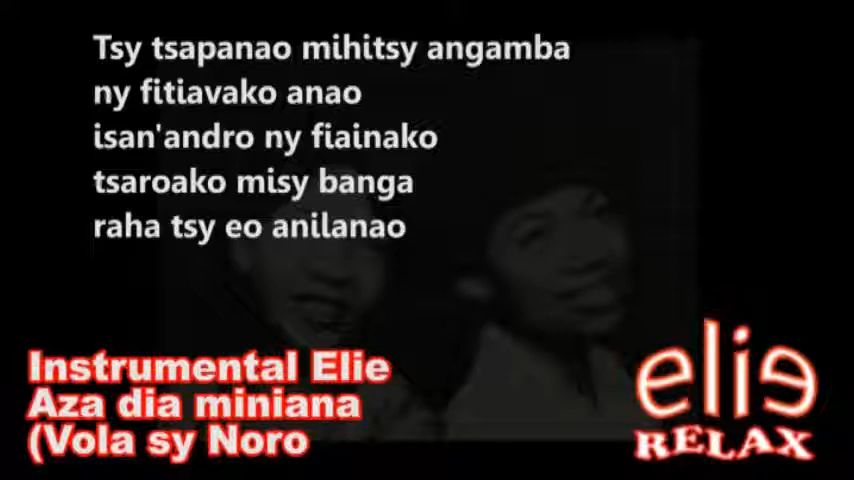 Tsy tsapanao mihitsy angamba
ny fitiavako anao
isan'andro ny fiainako
tsaroako misy banga
raha tsy eo anilanao
Instrumental Elie
Aza dia miniana
(Vola sy Noro
elie
RELAX